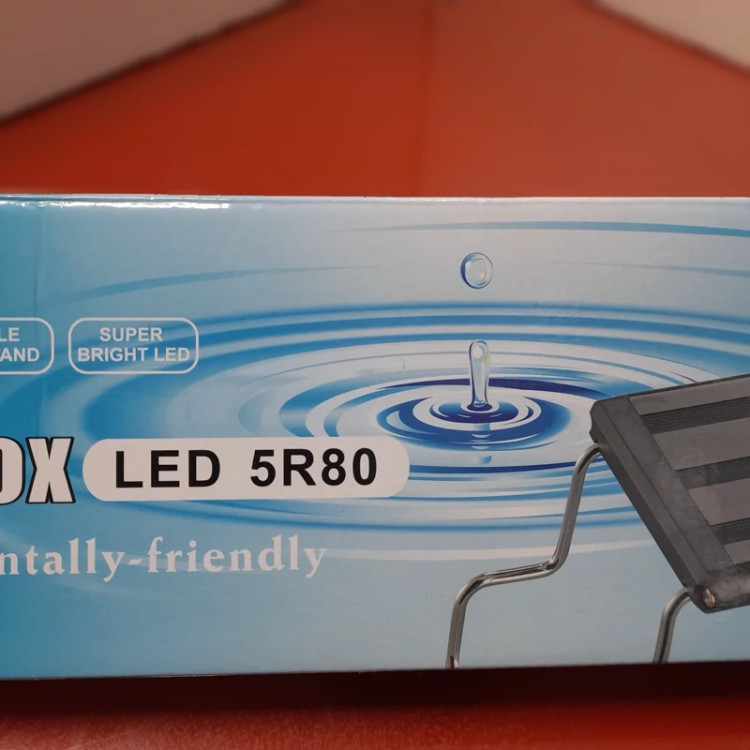 LE
AND
SUPER
BRIGHT LED
OX LED 5R80
ntally-friendly